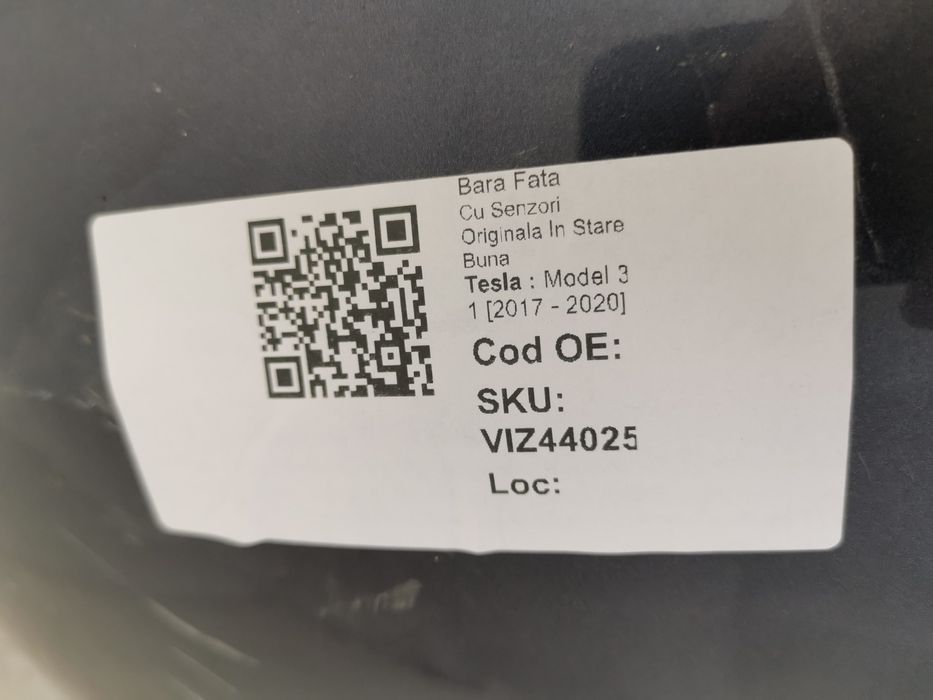 Bara Fata
Cu Senzori
Originala In Stare
Buna
Tesla : Model 3
1 [2017 - 2020]
Cod OE:
SKU:
VIZ44025
Loc: